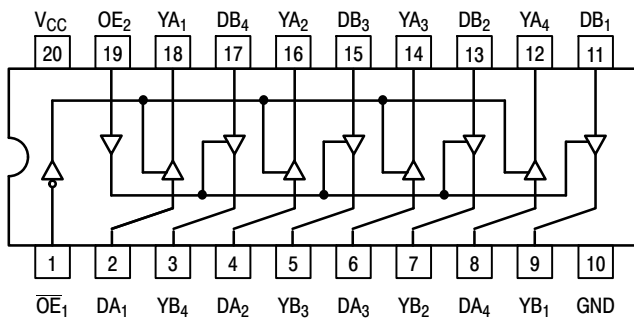 V_CC OE₂ YA₁ DB₄ YA₂ DB₃ YA₃ DB₂ YA₄ DB₁
20 19 18 17 16 15 14 13 12 11
1 2 3 4 5 6 7 8 9 10
O̅E̅₁ DA₁ YB₄ DA₂ YB₃ DA₃ YB₂ DA₄ YB₁ GND